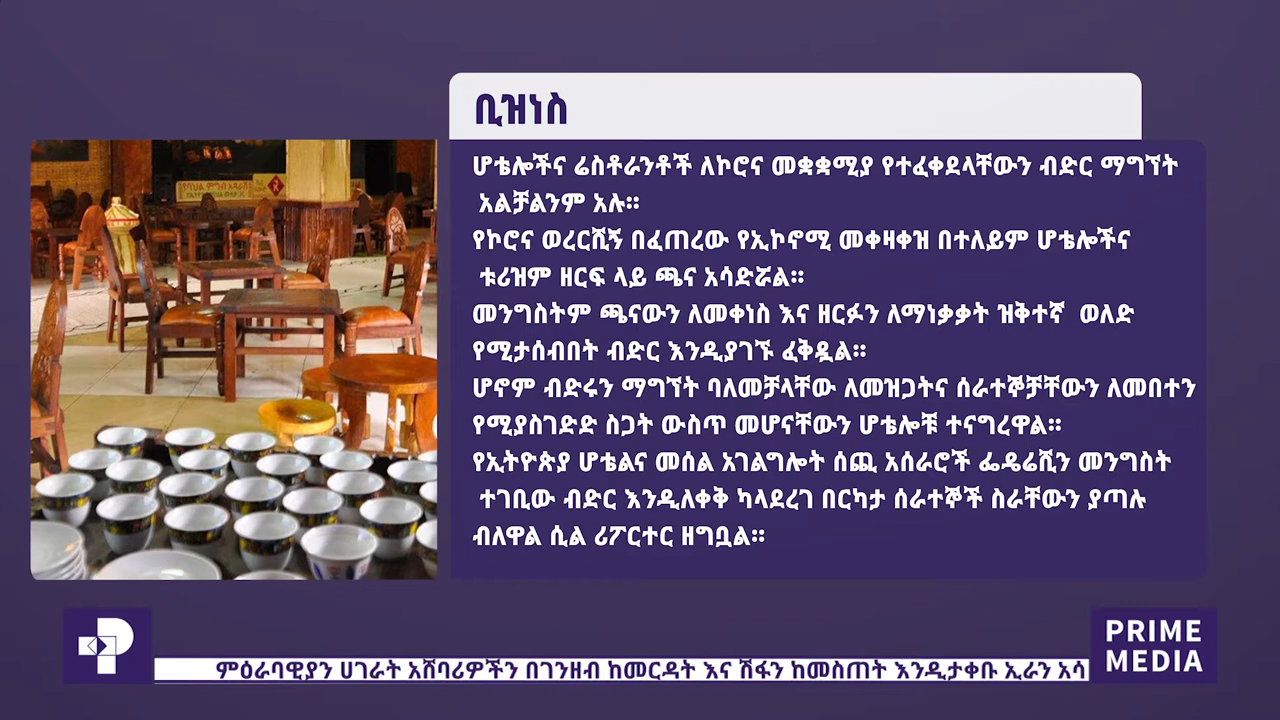 ቢዝነስ
ሆቴሎችና ሬስቶራንቶች ለኮሮና መቋቋሚያ የተፈቀደላቸውን ብድር ማግኘት
አልቻልንም አሉ።
የኮሮና ወረርሺኝ በፈጠረው የኢኮኖሚ መቀዛቀዝ በተለይም ሆቴሎችና
ቱሪዝም ዘርፍ ላይ ጫና አሳድሯል።
መንግስትም ጫናውን ለመቀነስ እና ዘርፉን ለማነቃቃት ዝቅተኛ ወለድ
የሚታሰብበት ብድር እንዲያገኙ ፈቅዷል።
ሆኖም ብድሩን ማግኘት ባለመቻላቸው ለመዝጋትና ሰራተኞቻቸውን ለመበተን
የሚያስገድድ ስጋት ውስጥ መሆናቸውን ሆቴሎቹ ተናግረዋል።
የኢትዮጵያ ሆቴልና መሰል አገልግሎት ሰጪ አሰራሮች ፌዴሬሺን መንግስት
ተገቢው ብድር እንዲለቀቅ ካላደረገ በርካታ ሰራተኞች ስራቸውን ያጣሉ
ብለዋል ሲል ሪፖርተር ዘግቧል።
PRIME
MEDIA
ምዕራባዊያን ሀገራት አሸባሪዎችን በገንዘብ ከመርዳት እና ሽፋን ከመስጠት እንዲታቀቡ ኢራን አሳ